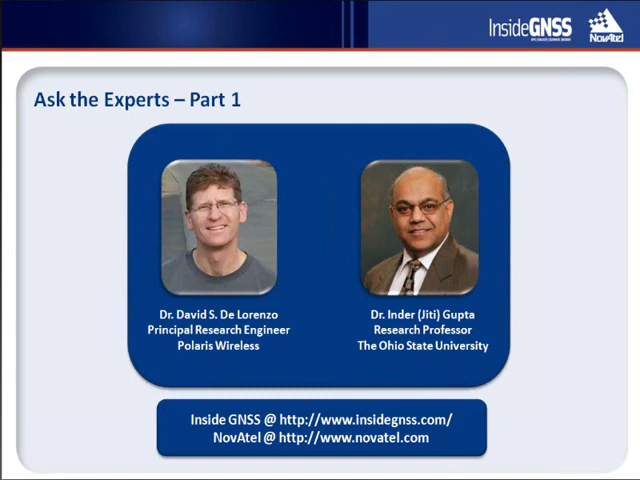 InsideGNSS
NovAtel
Ask the Experts – Part 1
Dr. David S. De Lorenzo
Principal Research Engineer
Polaris Wireless
Dr. Inder (Jiti) Gupta
Research Professor
The Ohio State University
Inside GNSS @ http://www.insidegnss.com/
NovAtel @ http://www.novatel.com